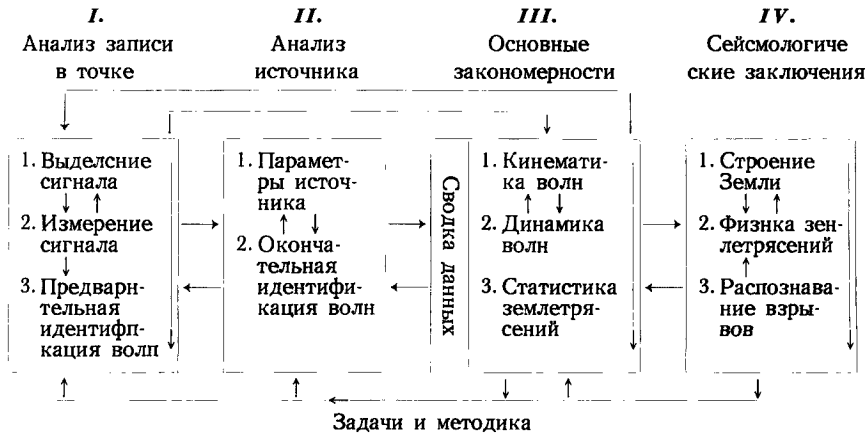 I.
Анализ записи
в точке
II.
Анализ
источника
III.
Основные
закономерности
IV.
Сейсмологиче
ские заключения
1. Выделсние
сигнала
2. Измерение
сигнала
3. Предварн-
тельная
идентифп-
кация волп
1. Парамет-
ры источ-
ника
2. Оконча-
тельная
идентифи-
кация волн
Сводка данных
1. Кинемати-
ка волн
2. Динамика
волн
3. Статистика
землетря-
сений
1. Строение
Земли
2. Физнка зен-
летрясений
3. Распознава-
ние взры-
вов
Задачи и методика